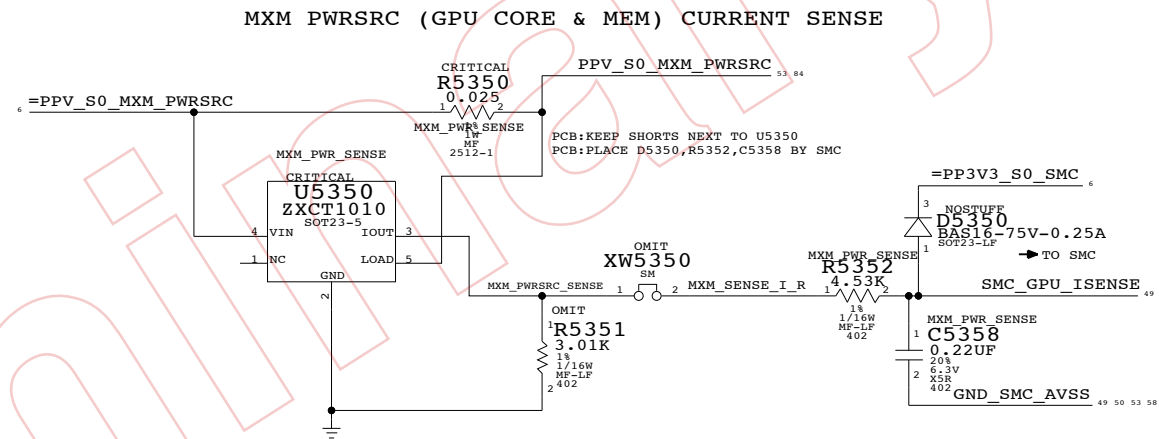 MXM PWRSRC (GPU CORE & MEM) CURRENT SENSE
CRITICAL
R5350
0.025
1 2
MXM_PWR_SENSE
1%
1W
MF
2512-1
PPV_S0_MXM_PWRSRC
53 84
6
=PPV_S0_MXM_PWRSRC
PCB:KEEP SHORTS NEXT TO U5350
PCB:PLACE D5350,R5352,C5358 BY SMC
MXM_PWR_SENSE
CRITICAL
U5350
ZXCT1010
SOT23-5
4 VIN
IOUT 3
1 NC
LOAD 5
GND
2
=PP3V3_S0_SMC
6
3
NOSTUFF
D5350
BAS16-75V-0.25A
SOT23-LF
1
TO SMC
OMIT
XW5350
SM
MXM_PWRSRC_SENSE
1 2
MXM_SENSE_I_R
MXM_PWR_SENSE
R5352
4.53K
1 2
1%
1/16W
MF-LF
402
SMC_GPU_ISENSE
49
OMIT
1
R5351
3.01K
1%
1/16W
MF-LF
402
2
MXM_PWR_SENSE
1
C5358
0.22UF
20%
6.3V
X5R
402
2
GND_SMC_AVSS
49 50 53 58